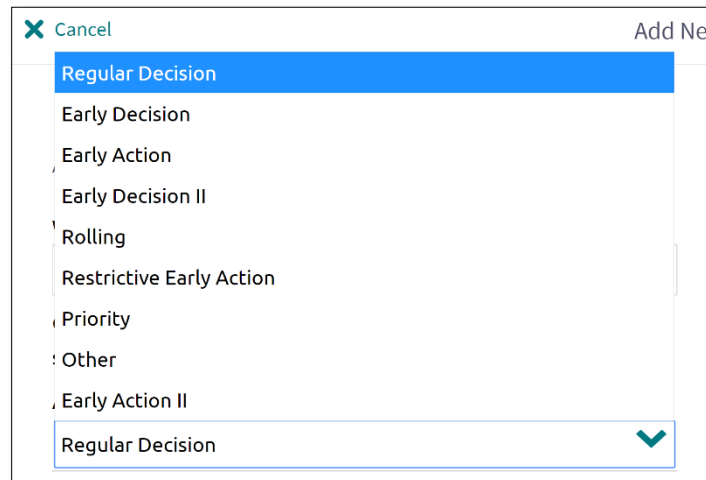 Cancel
Add Ne
Regular Decision
Early Decision
Early Action
Early Decision II
Rolling
Restrictive Early Action
Priority
Other
Early Action II
Regular Decision